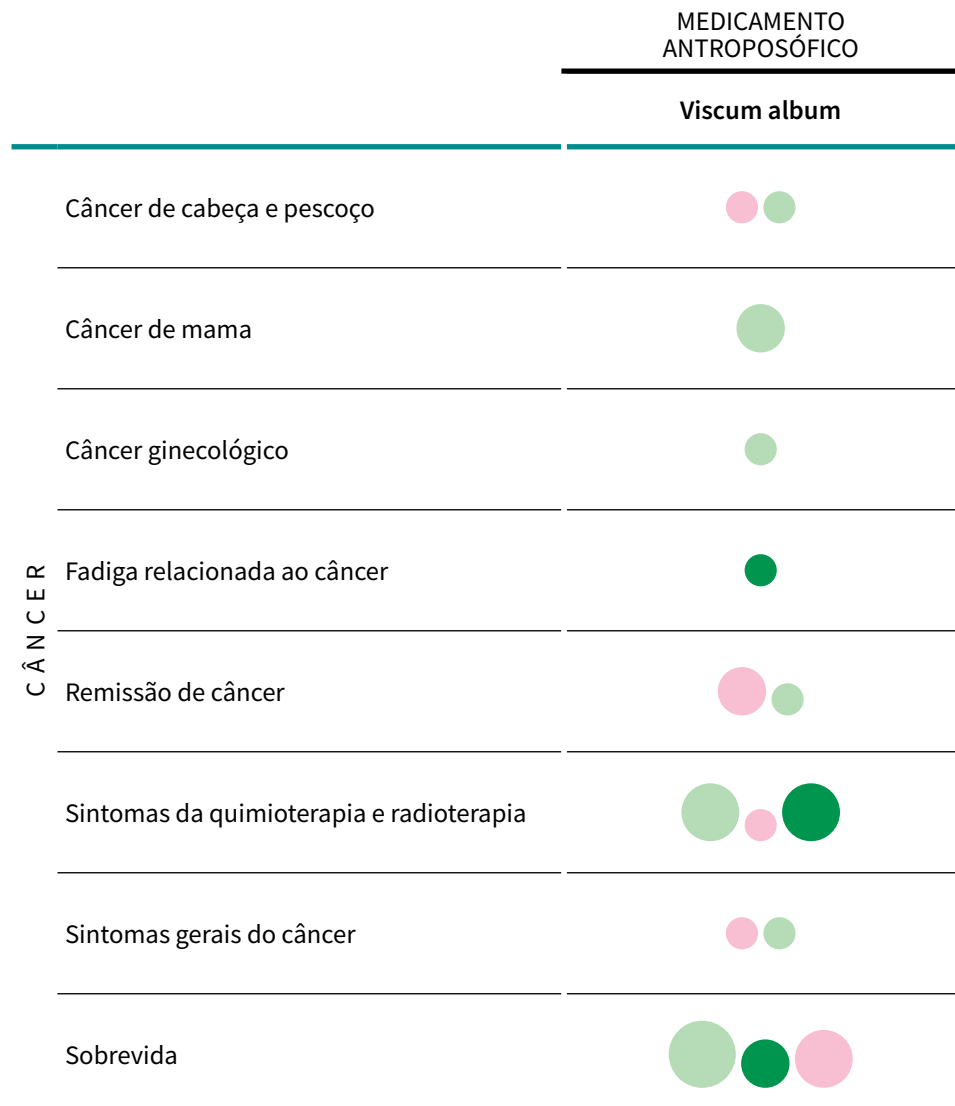 MEDICAMENTO
ANTROPOSÓFICO
Viscum album
CÂNCER
Câncer de cabeça e pescoço
Câncer de mama
Câncer ginecológico
Fadiga relacionada ao câncer
Remissão de câncer
Sintomas da quimioterapia e radioterapia
Sintomas gerais do câncer
Sobrevida